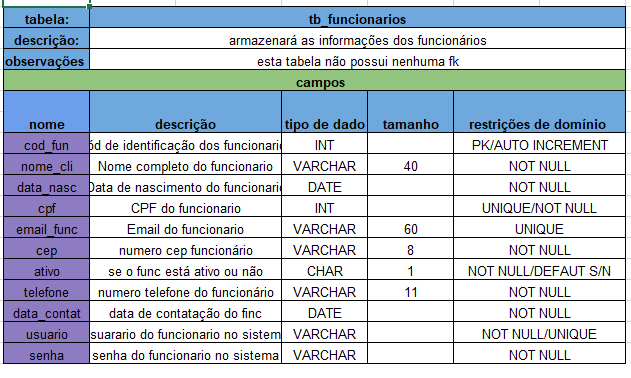 tabela: tb_funcionarios
descrição: armazenará as informações dos funcionários
observações esta tabela não possui nenhuma fk
campos
nome descrição tipo de dado tamanho restrições de domínio
cod_fun de identificação dos funcionari INT PK/AUTO INCREMENT
nome_cli Nome completo do funcionario VARCHAR 40 NOT NULL
data_nasc Data de nascimento do funcionari DATE NOT NULL
cpf CPF do funcionario INT UNIQUE/NOT NULL
email_func Email do funcionario VARCHAR 60 UNIQUE
cep numero cep funcionário VARCHAR 8 NOT NULL
ativo se o func está ativo ou não CHAR 1 NOT NULL/DEFAUT S/N
telefone numero telefone do funcionário VARCHAR 11 NOT NULL
data_contat data de contatação do finc DATE NOT NULL
usuario suarario do funcionario no sistem VARCHAR NOT NULL/UNIQUE
senha senha do funcionario no sistema VARCHAR NOT NULL